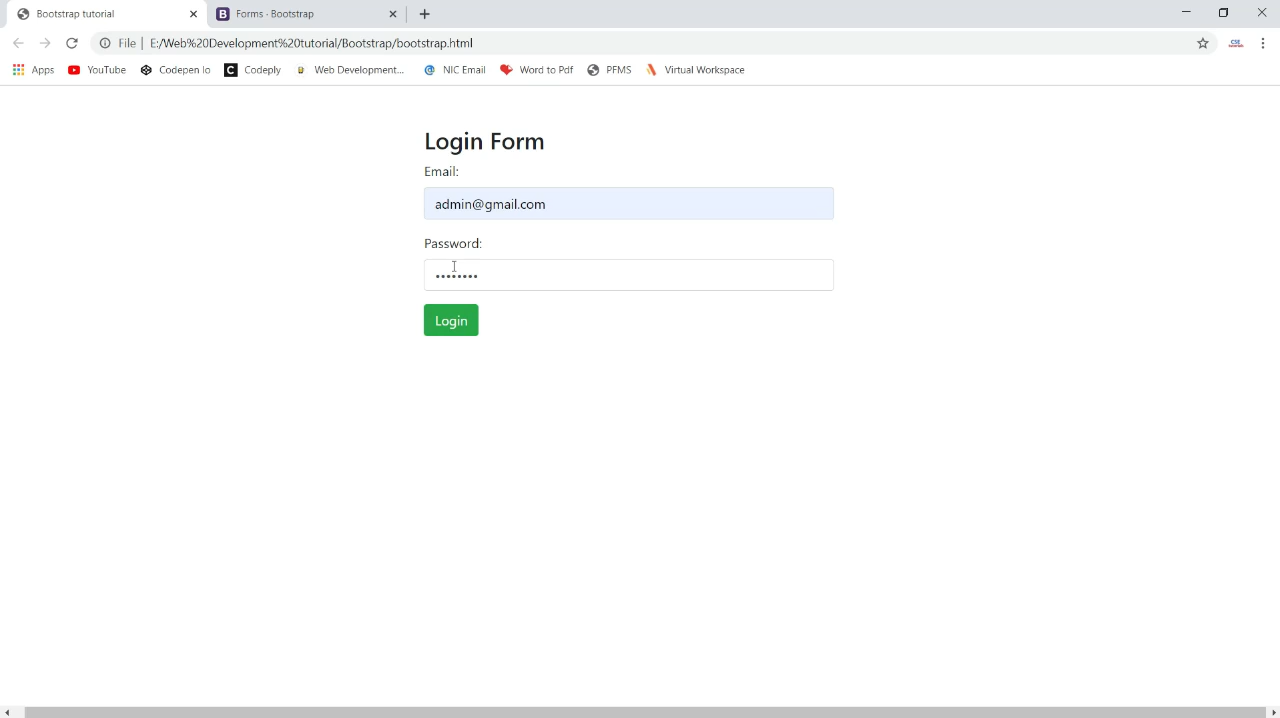 Bootstrap tutorial
B Forms · Bootstrap
File | E:/Web%20Development%20tutorial/Bootstrap/bootstrap.html
CSE
Apps YouTube Codepen Io C Codeply Web Development... @ NIC Email Word to Pdf PFMS Virtual Workspace
Login Form
Email:
admin@gmail.com
Password:
••••••••
Login